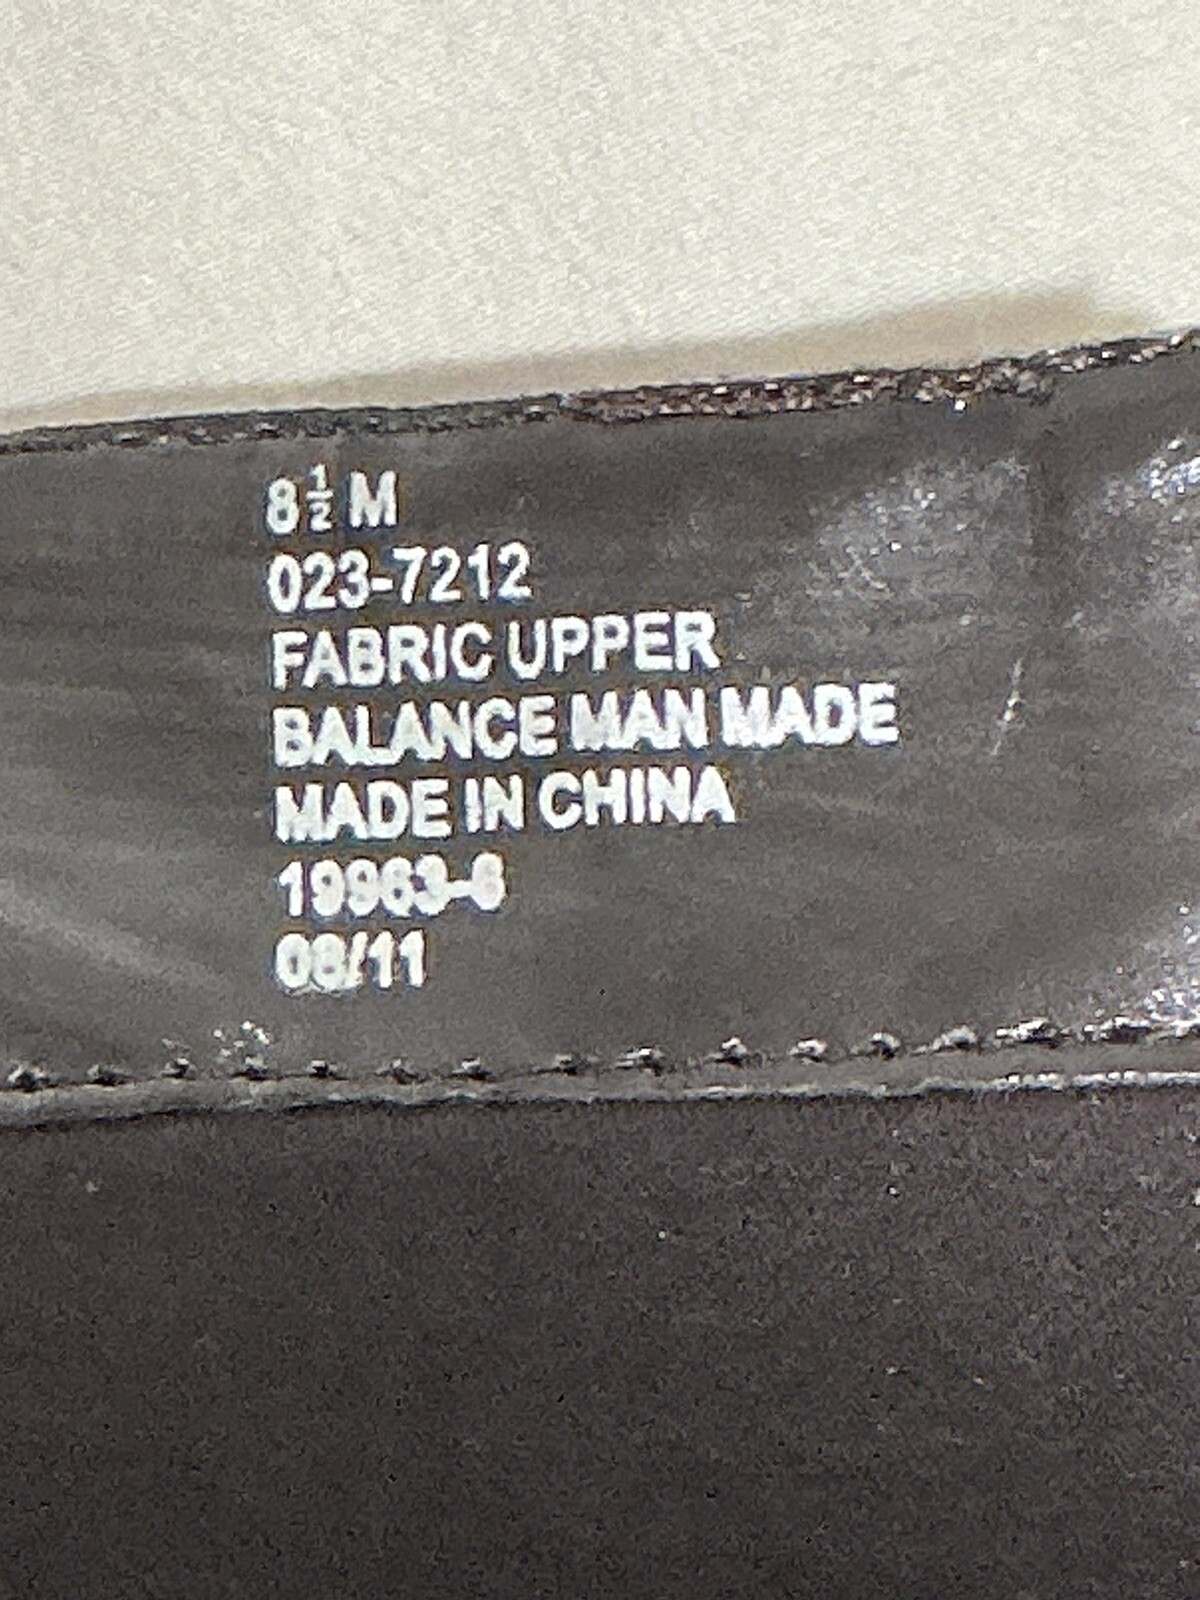 8½ M
023-7212
FABRIC UPPER
BALANCE MAN MADE
MADE IN CHINA
19963-6
08/11